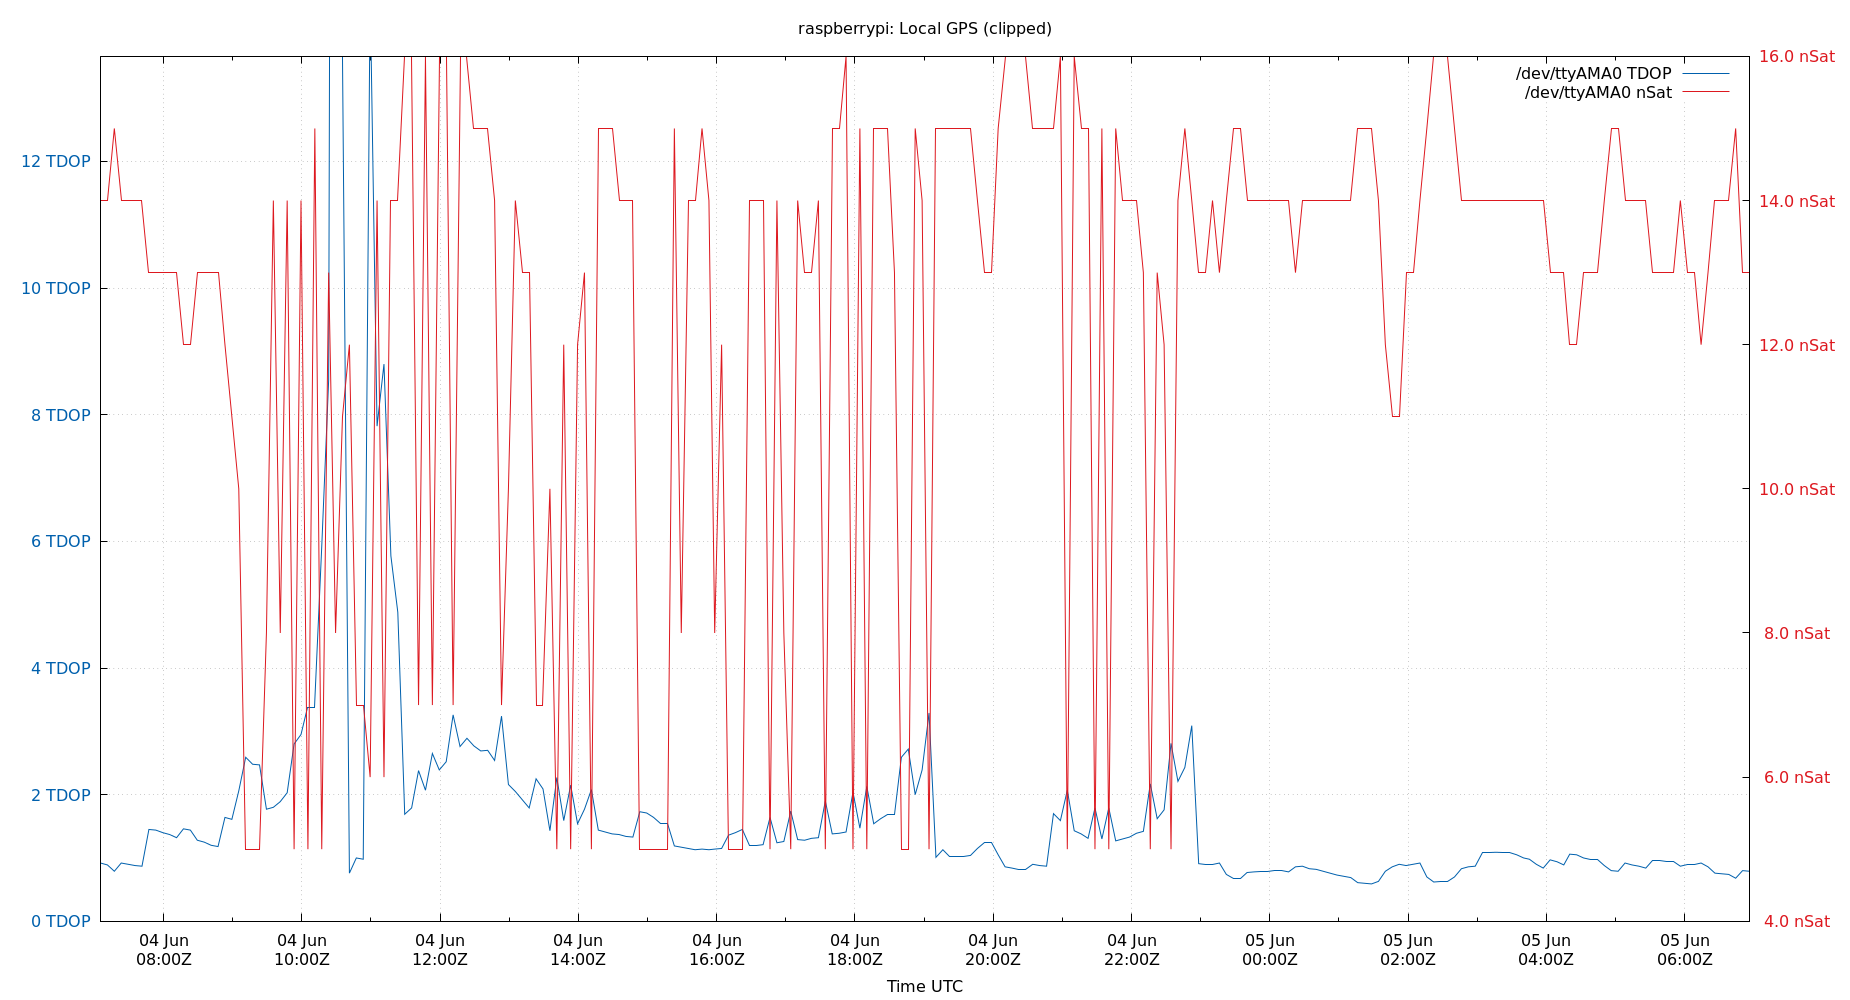 raspberrypi: Local GPS (clipped)
/dev/ttyAMA0 TDOP
/dev/ttyAMA0 nSat
12 TDOP
10 TDOP
8 TDOP
6 TDOP
4 TDOP
2 TDOP
0 TDOP
16.0 nSat
14.0 nSat
12.0 nSat
10.0 nSat
8.0 nSat
6.0 nSat
4.0 nSat
04 Jun 04 Jun 04 Jun 04 Jun 04 Jun 04 Jun 04 Jun 04 Jun 05 Jun 05 Jun 05 Jun 05 Jun
08:00Z 10:00Z 12:00Z 14:00Z 16:00Z 18:00Z 20:00Z 22:00Z 00:00Z 02:00Z 04:00Z 06:00Z
Time UTC